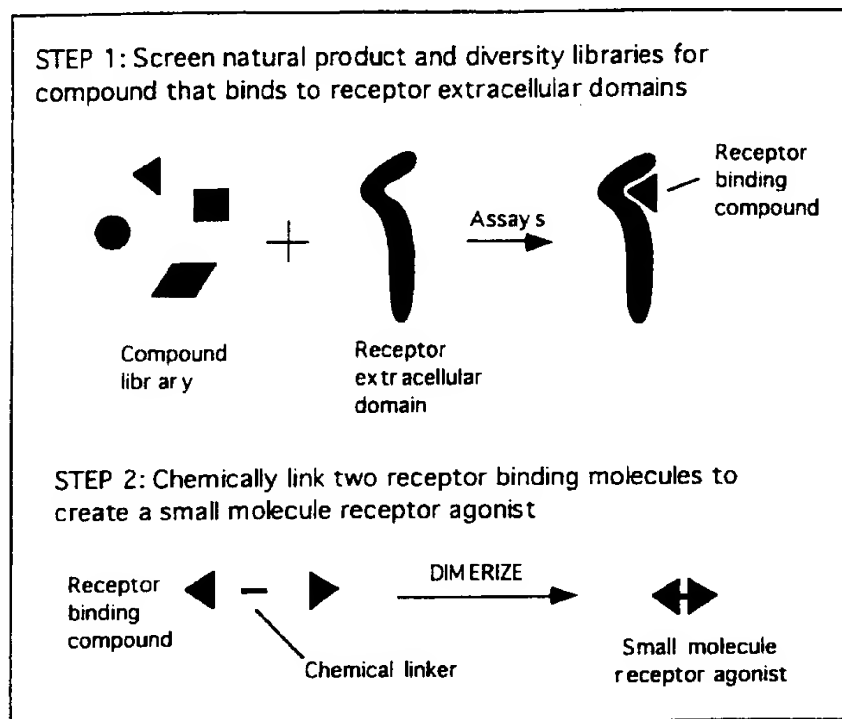 STEP 1: Screen natural product and diversity libraries for
compound that binds to receptor extracellular domains
Receptor
binding
compound
Assays
Compound
library
Receptor
extracellular
domain
STEP 2: Chemically link two receptor binding molecules to
create a small molecule receptor agonist
Receptor
binding
compound
DIMERIZE
Chemical linker
Small molecule
receptor agonist